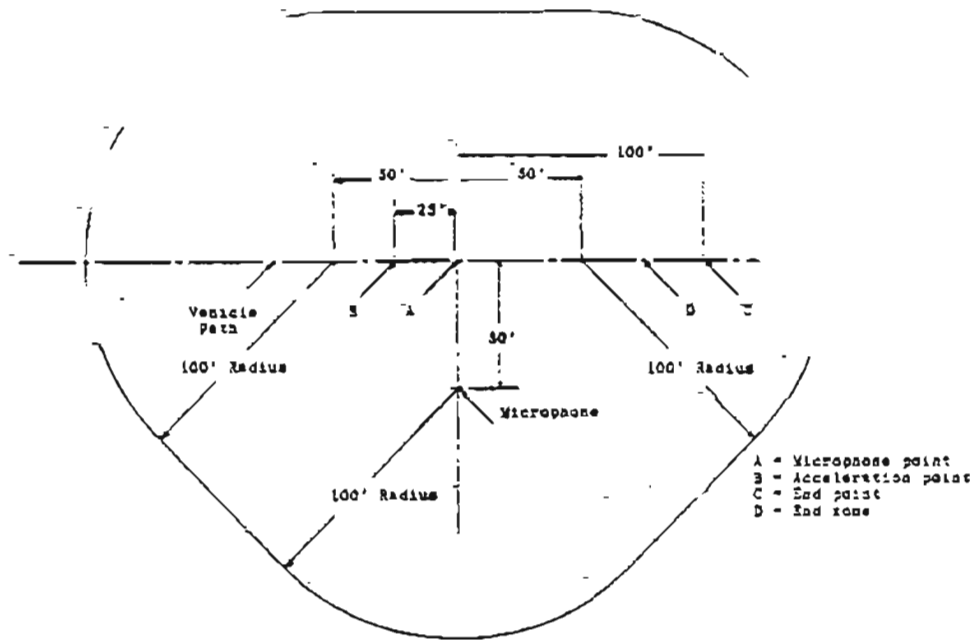 100'
50' 50'
25'
B A D C
Vehicle
Path
50'
100' Radius 100' Radius
Microphone
100' Radius
A = Microphone point
B = Acceleration point
C = End point
D = End zone